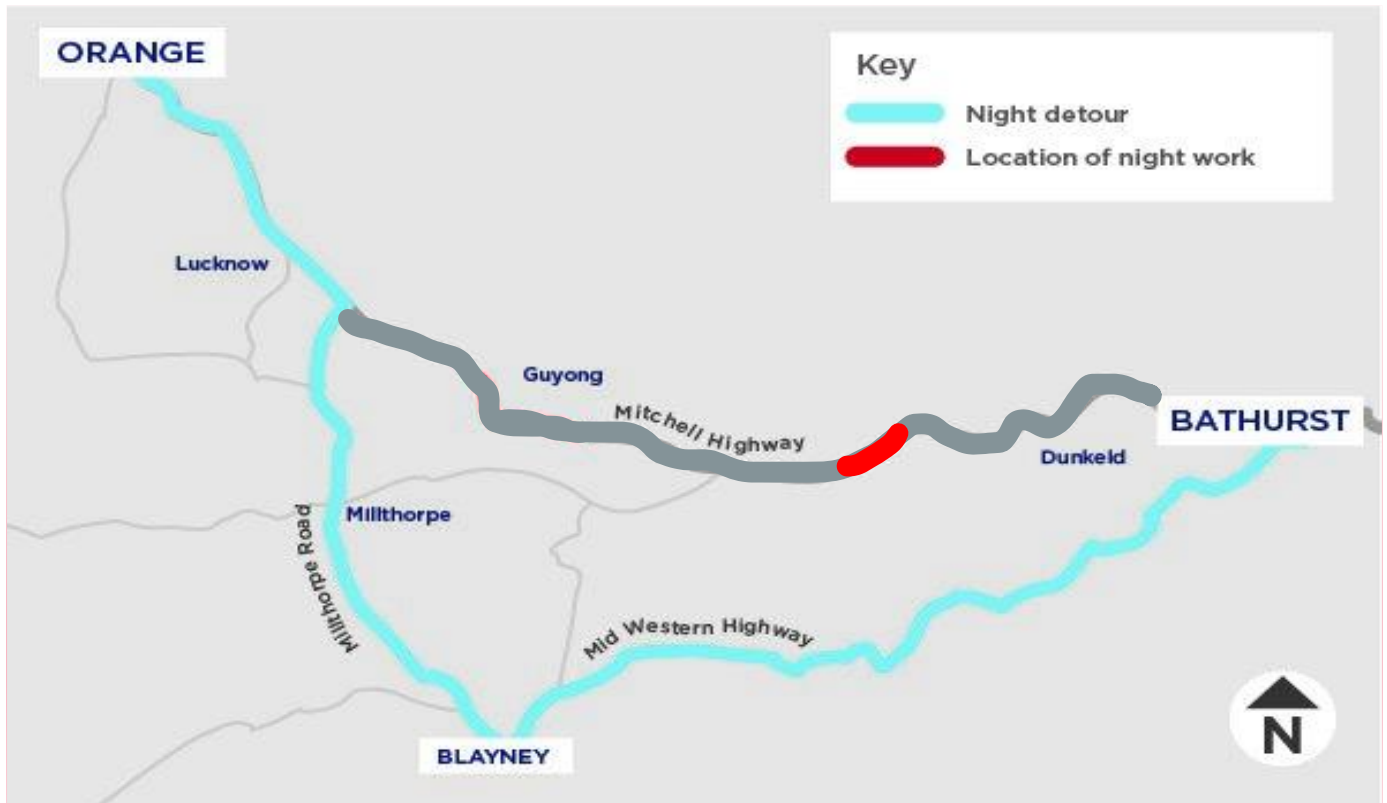 ORANGE
Key
Night detour
Location of night work
Lucknow
Guyong
Mitchell Highway
BATHURST
Dunkeld
Millthorpe
Millthorpe Road
Mid Western Highway
BLAYNEY
N